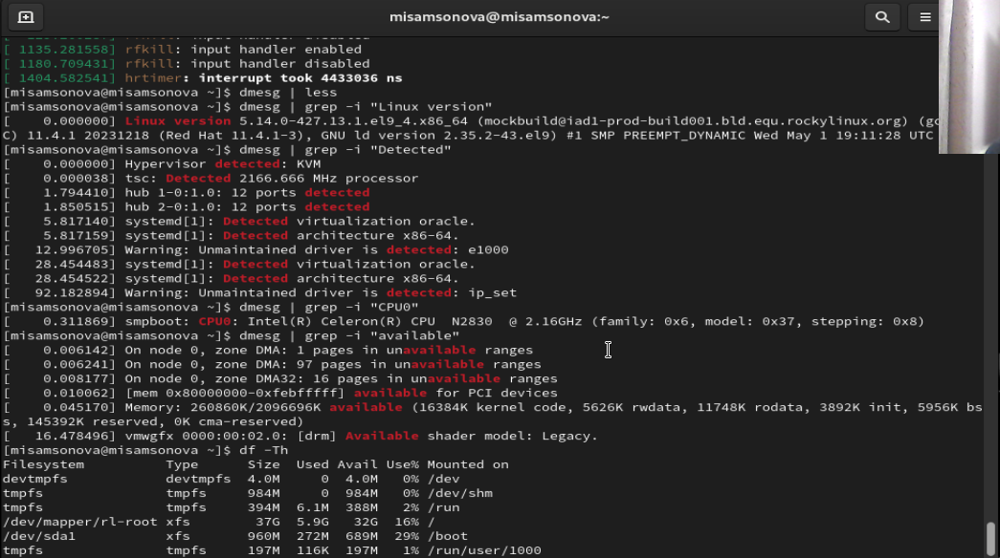 misamsonova@misamsonova:~
[ 1135.281558] rfkill: input handler enabled
[ 1180.709431] rfkill: input handler disabled
[ 1404.582541] hrtimer: interrupt took 4433036 ns
[misamsonova@misamsonova ~]$ dmesg | less
[misamsonova@misamsonova ~]$ dmesg | grep -i "Linux version"
[    0.000000] Linux version 5.14.0-427.13.1.el9_4.x86_64 (mockbuild@iad1-prod-build001.bld.equ.rockylinux.org) (gc
C) 11.4.1 20231218 (Red Hat 11.4.1-3), GNU ld version 2.35.2-43.el9) #1 SMP PREEMPT_DYNAMIC Wed May 1 19:11:28 UTC
[misamsonova@misamsonova ~]$ dmesg | grep -i "Detected"
[    0.000000] Hypervisor detected: KVM
[    0.000038] tsc: Detected 2166.666 MHz processor
[    1.794410] hub 1-0:1.0: 12 ports detected
[    1.850515] hub 2-0:1.0: 12 ports detected
[    5.817140] systemd[1]: Detected virtualization oracle.
[    5.817159] systemd[1]: Detected architecture x86-64.
[   12.996705] Warning: Unmaintained driver is detected: e1000
[   28.454483] systemd[1]: Detected virtualization oracle.
[   28.454522] systemd[1]: Detected architecture x86-64.
[   92.182894] Warning: Unmaintained driver is detected: ip_set
[misamsonova@misamsonova ~]$ dmesg | grep -i "CPU0"
[    0.311869] smpboot: CPU0: Intel(R) Celeron(R) CPU  N2830  @ 2.16GHz (family: 0x6, model: 0x37, stepping: 0x8)
[misamsonova@misamsonova ~]$ dmesg | grep -i "available"
[    0.006142] On node 0, zone DMA: 1 pages in unavailable ranges
[    0.006241] On node 0, zone DMA: 97 pages in unavailable ranges
[    0.008177] On node 0, zone DMA32: 16 pages in unavailable ranges
[    0.010062] [mem 0x80000000-0xfebfffff] available for PCI devices
[    0.045170] Memory: 260860K/2096696K available (16384K kernel code, 5626K rwdata, 11748K rodata, 3892K init, 5956K bs
s, 145392K reserved, 0K cma-reserved)
[   16.478496] vmwgfx 0000:00:02.0: [drm] Available shader model: Legacy.
[misamsonova@misamsonova ~]$ df -Th
Filesystem          Type      Size  Used Avail Use% Mounted on
devtmpfs            devtmpfs  4.0M     0  4.0M   0% /dev
tmpfs               tmpfs     984M     0  984M   0% /dev/shm
tmpfs               tmpfs     394M  6.1M  388M   2% /run
/dev/mapper/rl-root xfs        37G  5.9G   32G  16% /
/dev/sda1           xfs       960M  272M  689M  29% /boot
tmpfs               tmpfs     197M  116K  197M   1% /run/user/1000